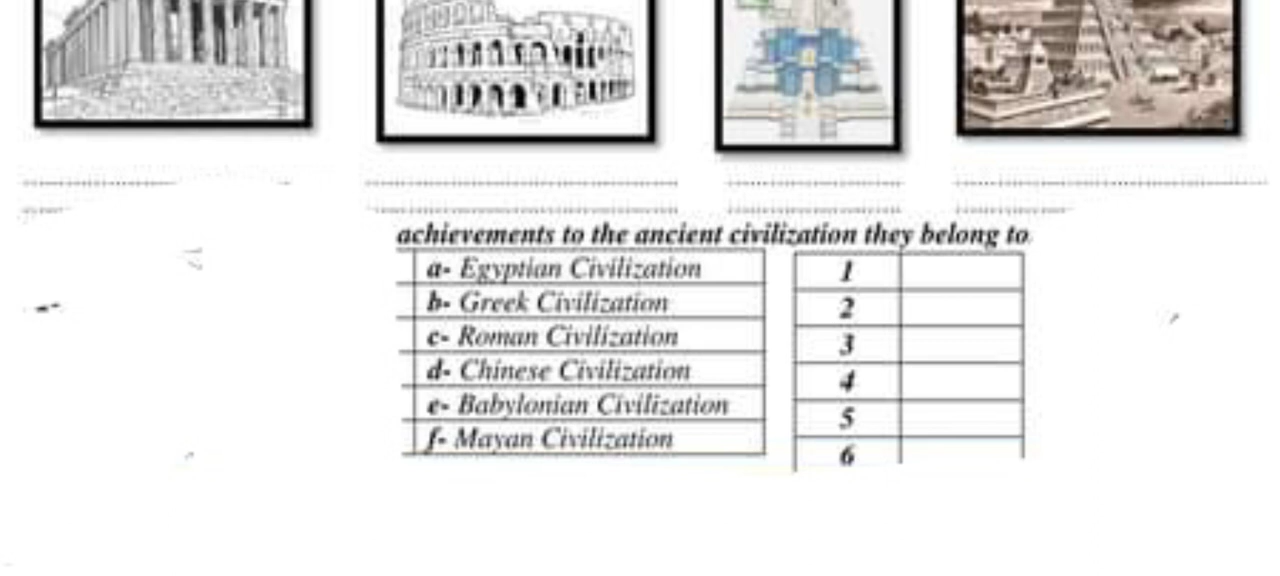 achievements to the ancient civilization they belong to
a- Egyptian Civilization
b- Greek Civilization
c- Roman Civilization
d- Chinese Civilization
e- Babylonian Civilization
f- Mayan Civilization
1
2
3
4
5
6